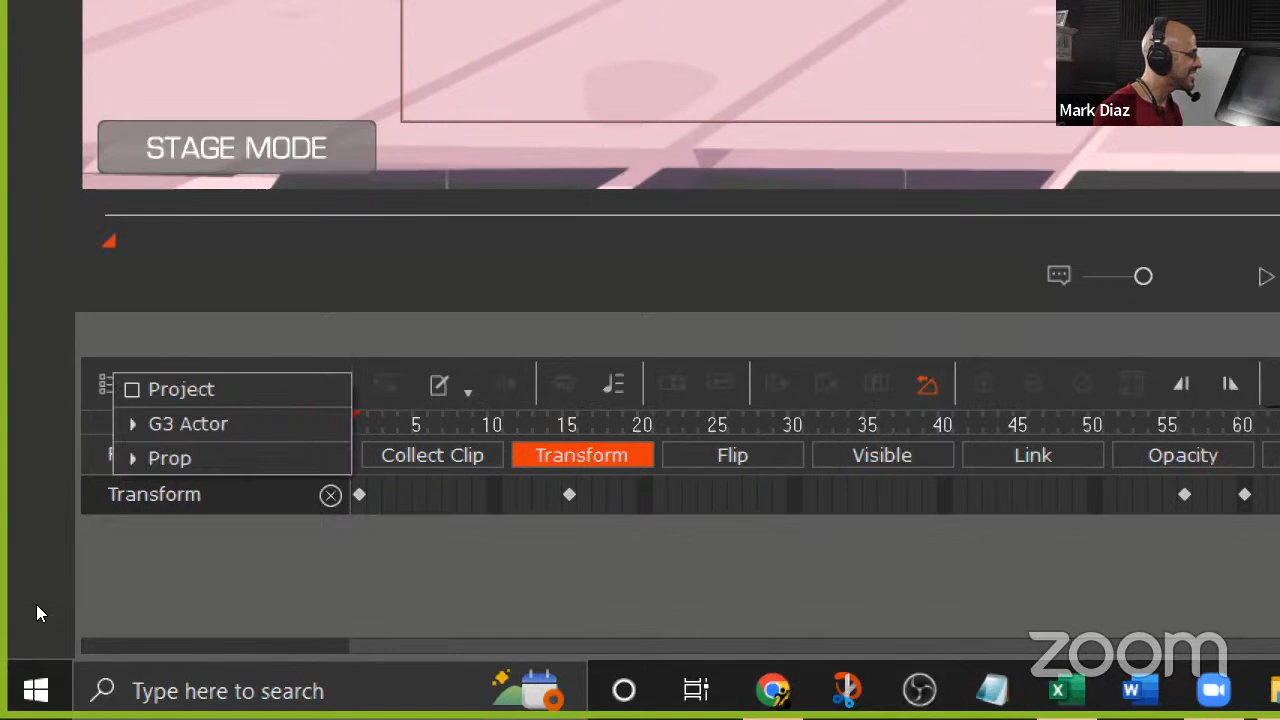 Mark Diaz
STAGE MODE
Project
G3 Actor
Prop
5 10 15 20 25 30 35 40 45 50 55 60
Collect Clip Transform Flip Visible Link Opacity
Transform
zoom
Type here to search